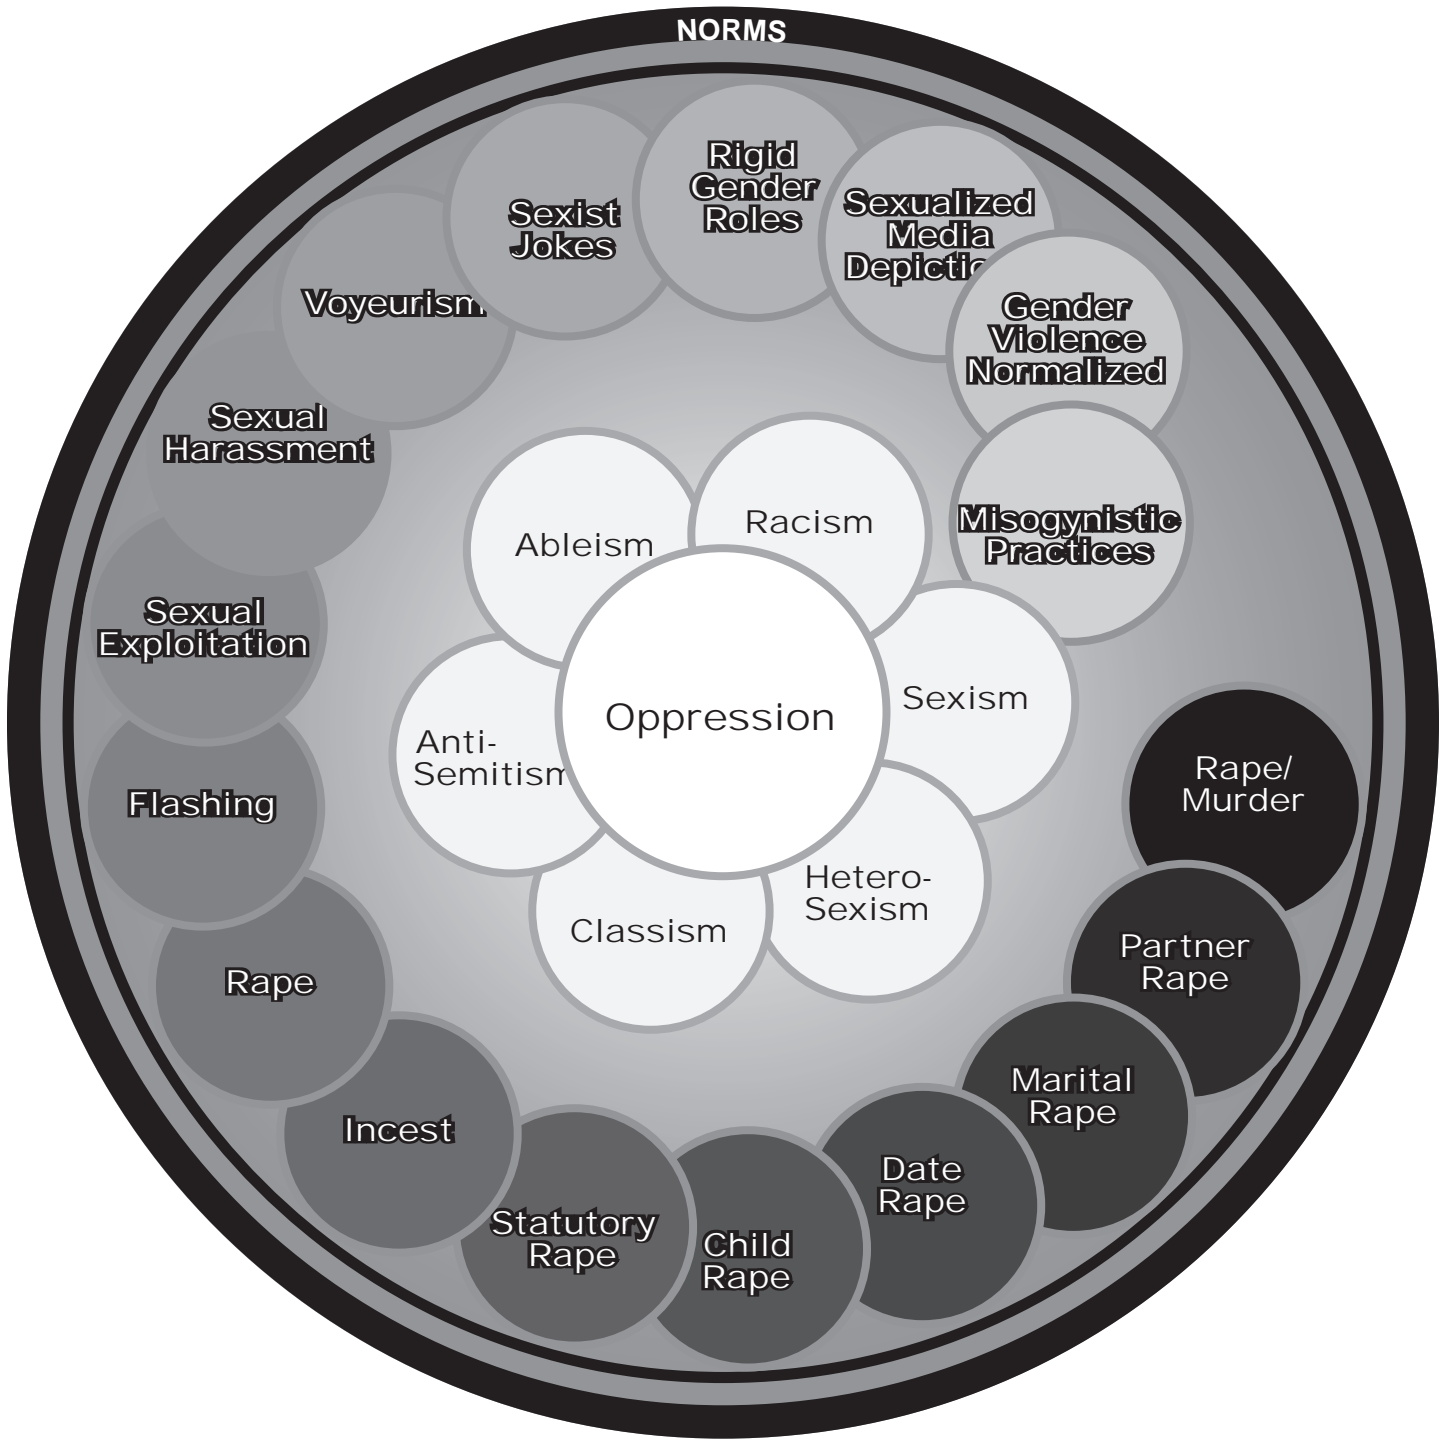 NORMS
Rigid
Gender
Roles
Sexualized
Media
Depictio
Gender
Violence
Normalized
Misogynistic
Practices
Sexist
Jokes
Voyeurism
Sexual
Harassment
Sexual
Exploitation
Flashing
Rape
Incest
Statutory
Rape
Child
Rape
Date
Rape
Marital
Rape
Partner
Rape
Rape/
Murder
Ableism
Racism
Sexism
Hetero-
Sexism
Classism
Anti-
Semitism
Oppression